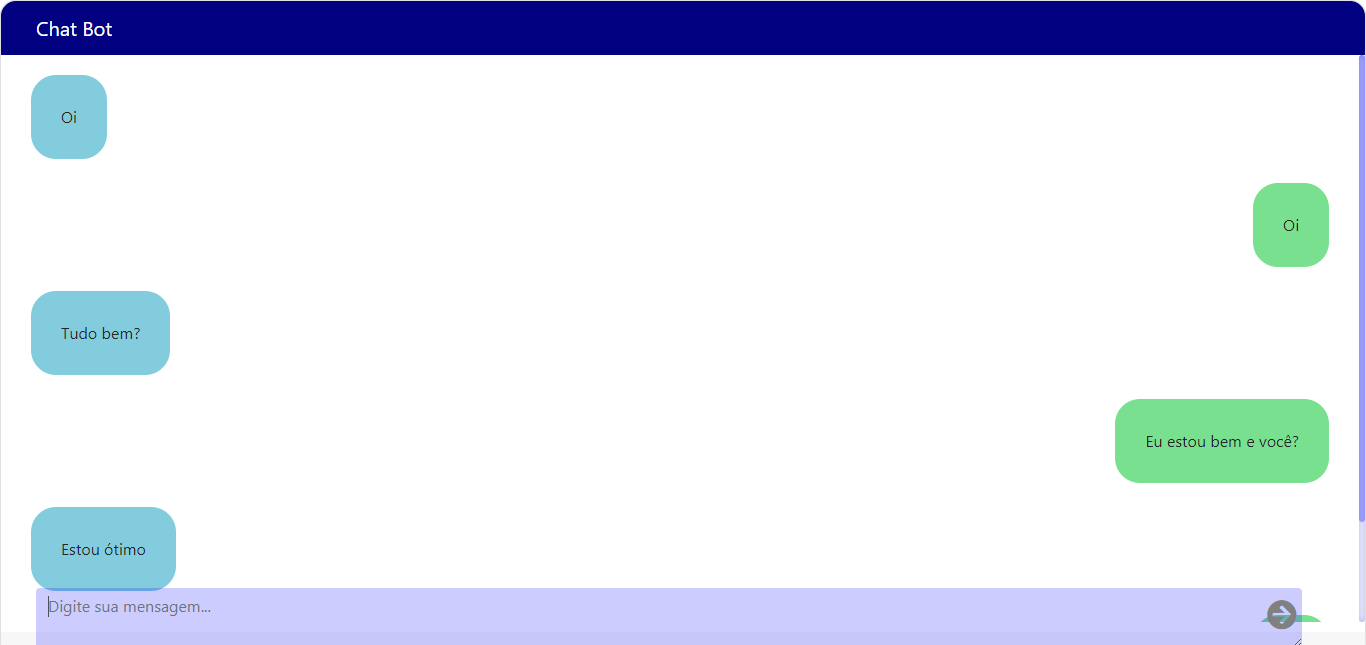 Chat Bot
Oi
Oi
Tudo bem?
Eu estou bem e você?
Estou ótimo
Digite sua mensagem...